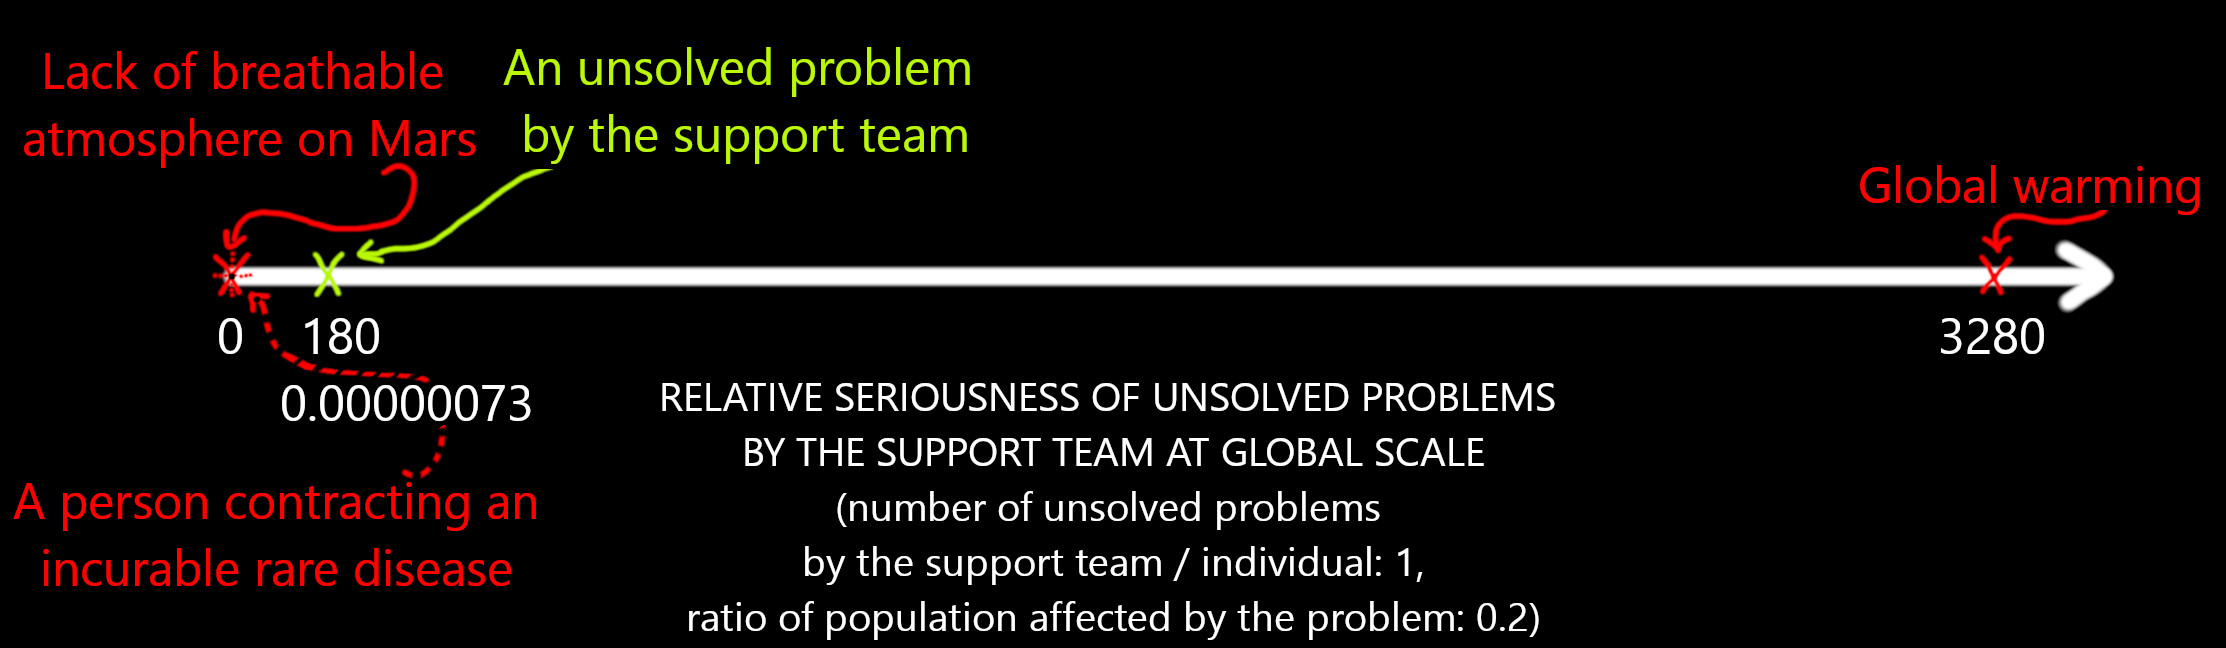 Lack of breathable
atmosphere on Mars
An unsolved problem
by the support team
Global warming
0
180
3280
0.00000073
A person contracting an
incurable rare disease
RELATIVE SERIOUSNESS OF UNSOLVED PROBLEMS
BY THE SUPPORT TEAM AT GLOBAL SCALE
(number of unsolved problems
by the support team / individual: 1,
ratio of population affected by the problem: 0.2)